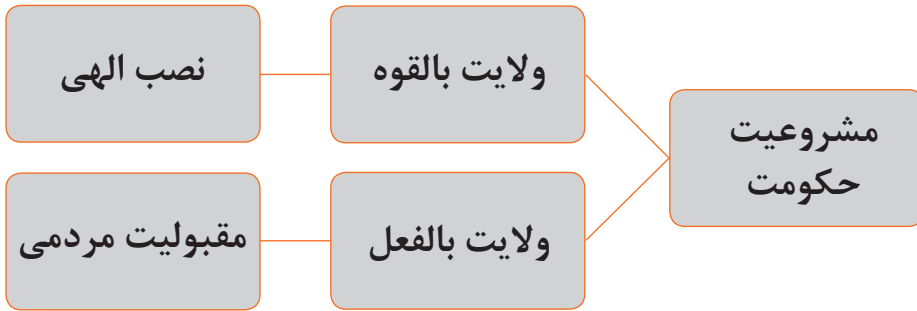 مشروعیت
حکومت
ولایت بالقوه
نصب الهی
ولایت بالفعل
مقبولیت مردمی